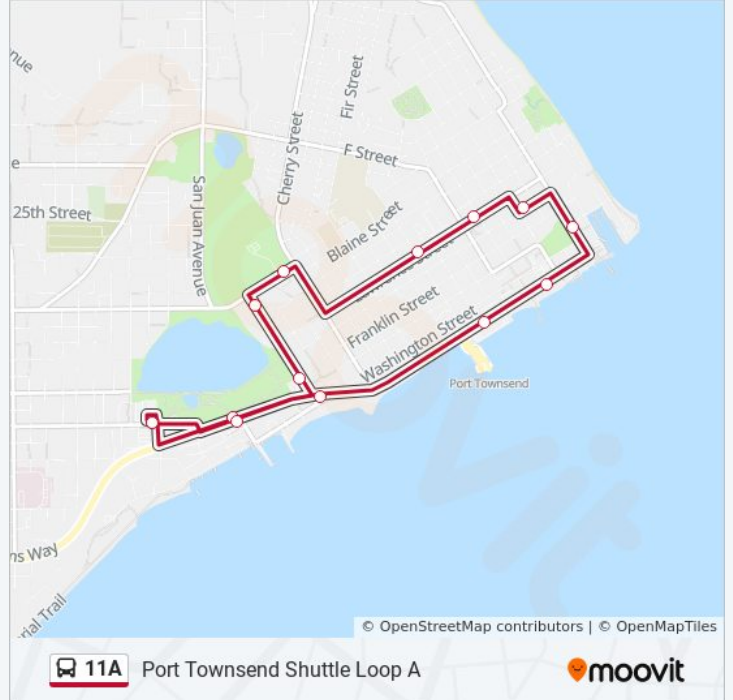 nue
Fir Street
Cherry Street
F Street
e
San Juan Avenue
25th Street
Blaine Street
Franklin Street
Washington Street
Port Townsend
ns Way
rial Trail
© OpenStreetMap contributors | © OpenMapTiles
11A Port Townsend Shuttle Loop A
moovit